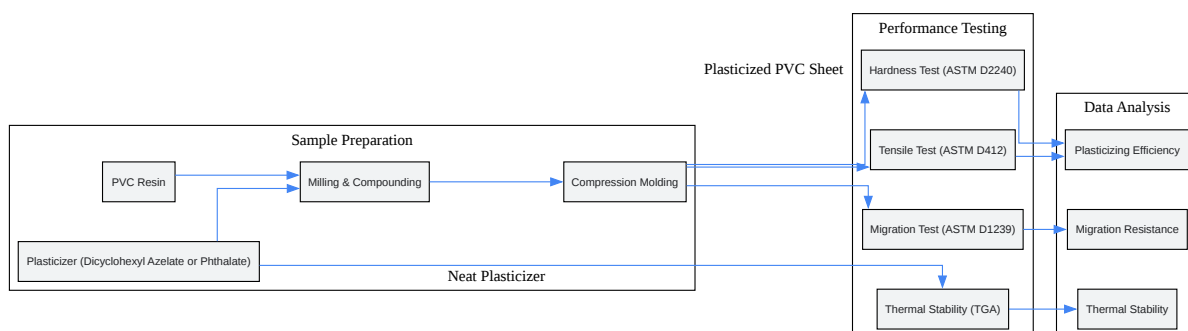 Performance Testing
Plasticized PVC Sheet
Hardness Test (ASTM D2240)
Data Analysis
Sample Preparation
Tensile Test (ASTM D412)
Plasticizing Efficiency
PVC Resin
Milling & Compounding
Compression Molding
Migration Test (ASTM D1239)
Migration Resistance
Plasticizer (Dicyclohexyl Azelate or Phthalate)
Neat Plasticizer
Thermal Stability (TGA)
Thermal Stability